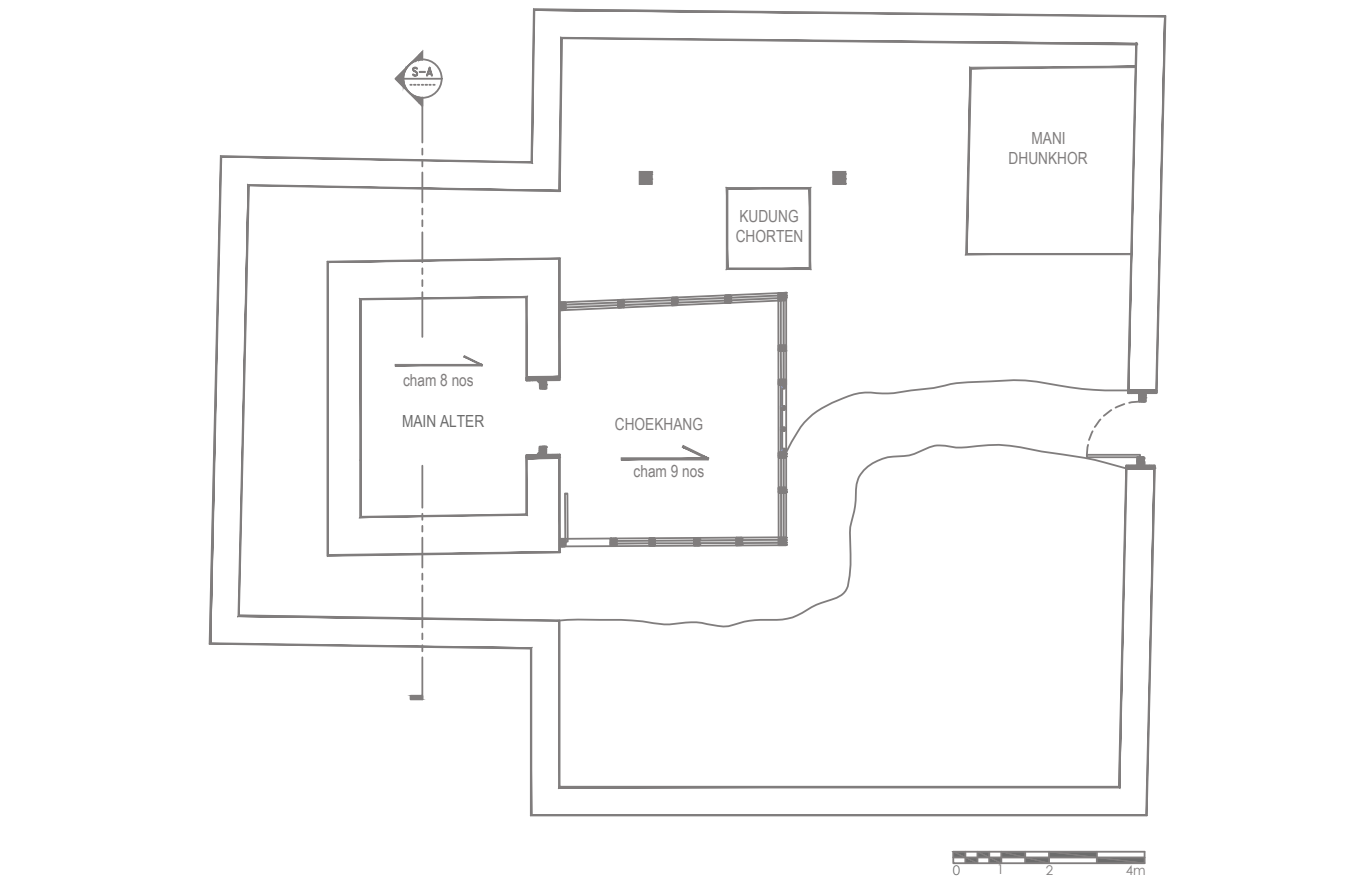 S-A
MANI
DHUNKHOR
KUDUNG
CHORTEN
cham 8 nos
MAIN ALTER
CHOEKHANG
cham 9 nos
0 1 2 4m